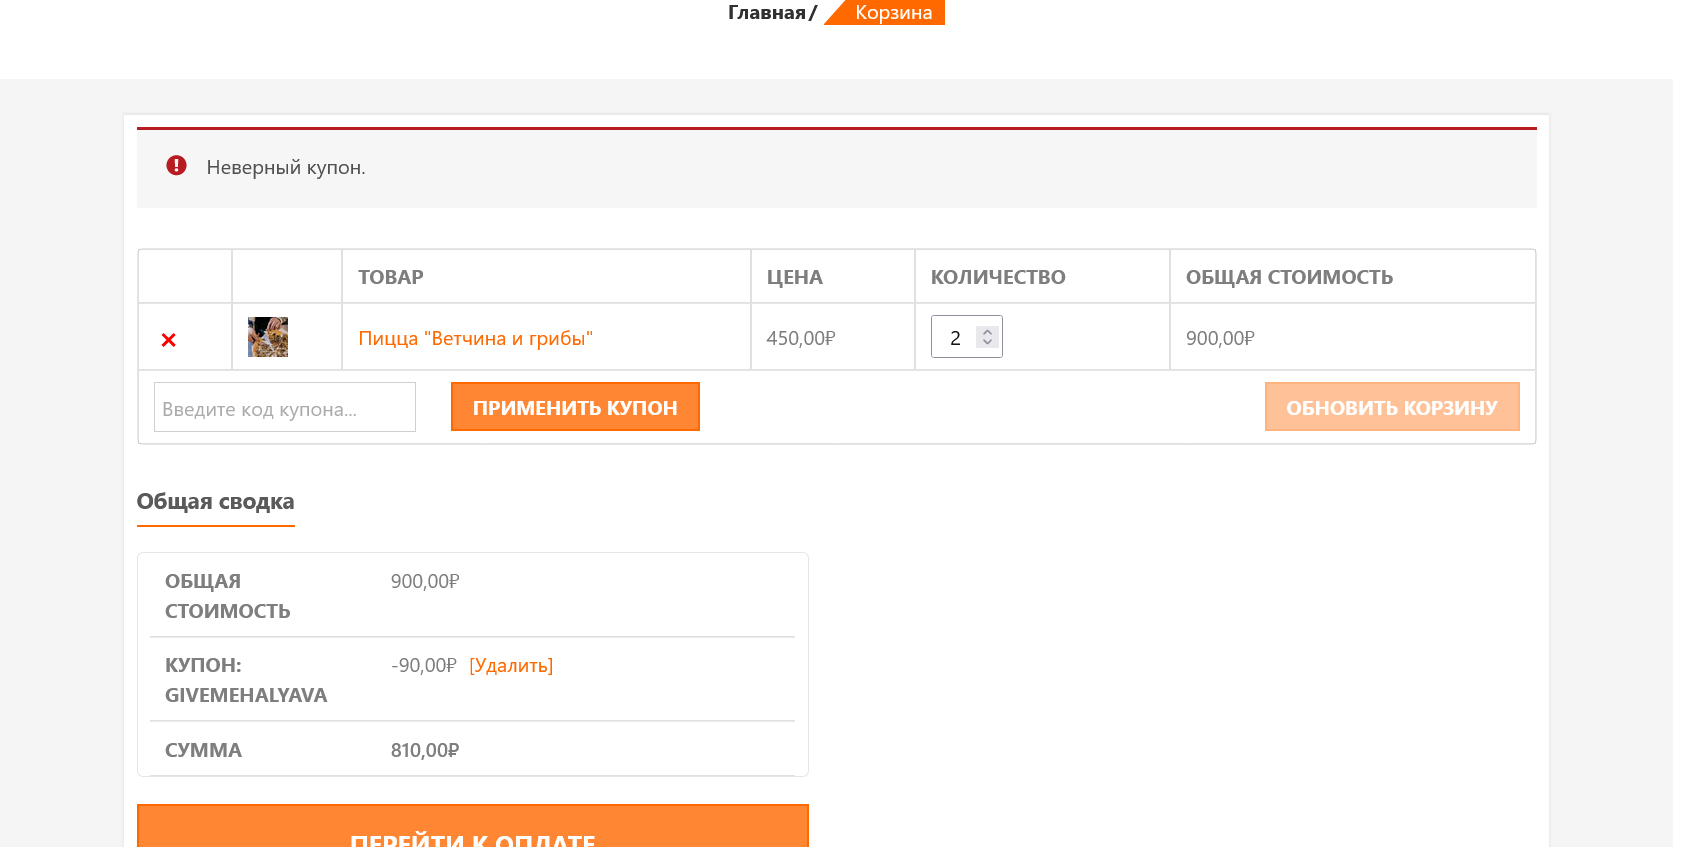 Главная/ Корзина
Неверный купон.
ТОВАР ЦЕНА КОЛИЧЕСТВО ОБЩАЯ СТОИМОСТЬ
Пицца "Ветчина и грибы" 450,00₽ 2 900,00₽
Введите код купона... ПРИМЕНИТЬ КУПОН ОБНОВИТЬ КОРЗИНУ
Общая сводка
ОБЩАЯ СТОИМОСТЬ 900,00₽
КУПОН: GIVEMEHALYAVA -90,00₽ [Удалить]
СУММА 810,00₽
ПЕРЕЙТИ К ОПЛАТЕ